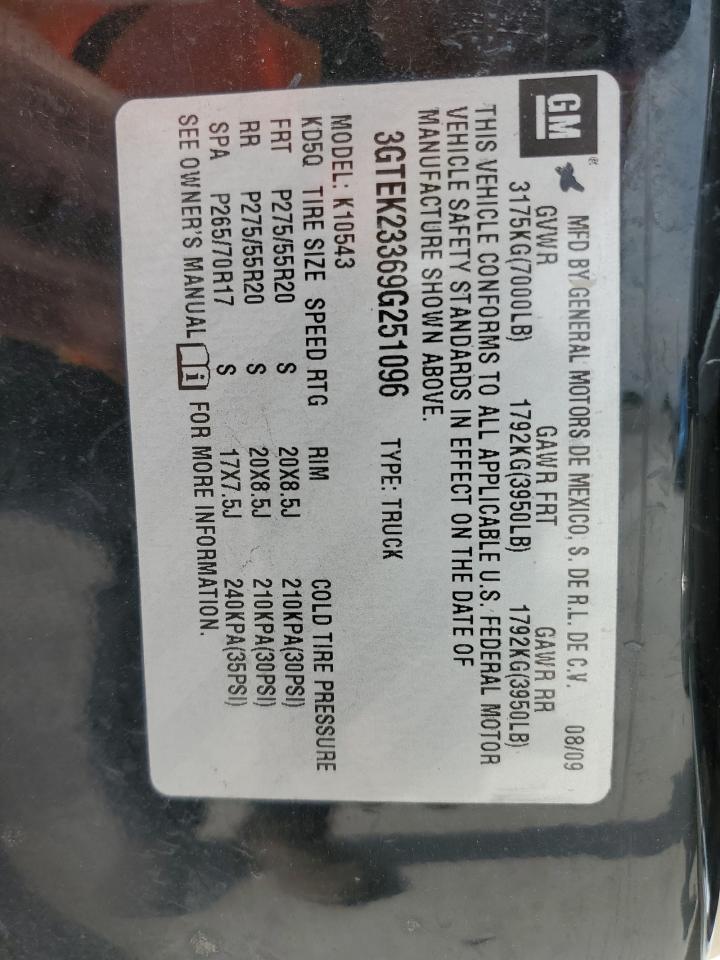 GM ®
MFD BY GENERAL MOTORS DE MEXICO, S. DE R.L. DE C.V. 08/09
GVWR GAWR FRT GAWR RR
3175KG(7000LB) 1792KG(3950LB) 1792KG(3950LB)
THIS VEHICLE CONFORMS TO ALL APPLICABLE U.S. FEDERAL MOTOR
VEHICLE SAFETY STANDARDS IN EFFECT ON THE DATE OF
MANUFACTURE SHOWN ABOVE.
3GTEK23369G251096 TYPE: TRUCK
MODEL: K10543
KD5Q TIRE SIZE SPEED RTG RIM COLD TIRE PRESSURE
FRT P275/55R20 S 20X8.5J 210KPA(30PSI)
RR P275/55R20 S 20X8.5J 210KPA(30PSI)
SPA P265/70R17 S 17X7.5J 240KPA(35PSI)
SEE OWNER'S MANUAL i FOR MORE INFORMATION.